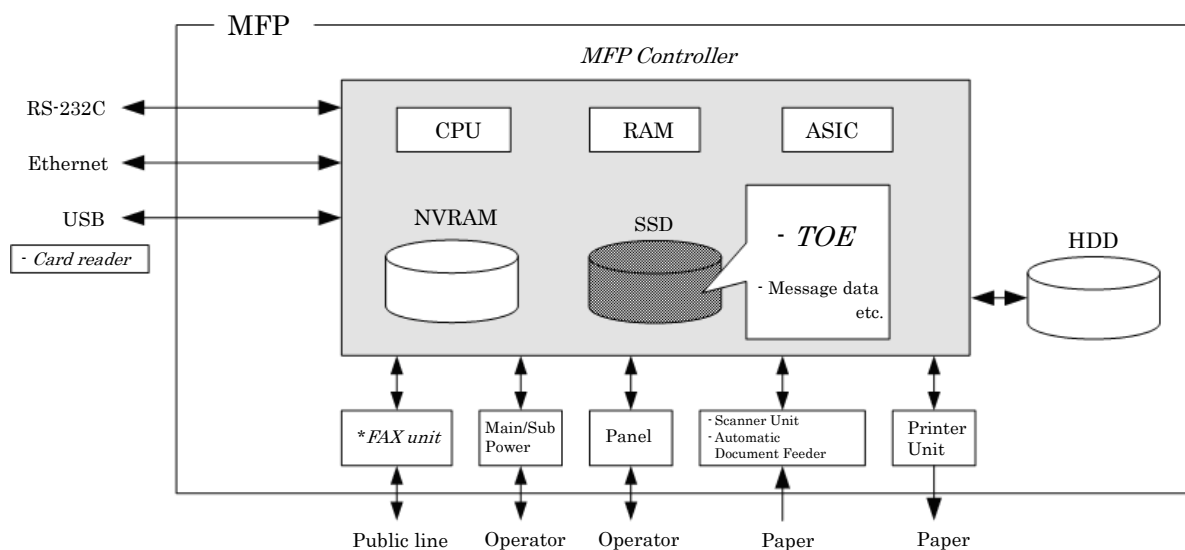 MFP
MFP Controller
RS-232C
Ethernet
USB
- Card reader
CPU
RAM
ASIC
NVRAM
SSD
- TOE
- Message data
etc.
HDD
*FAX unit
Main/Sub
Power
Panel
- Scanner Unit
- Automatic
Document Feeder
Printer
Unit
Public line
Operator
Operator
Paper
Paper